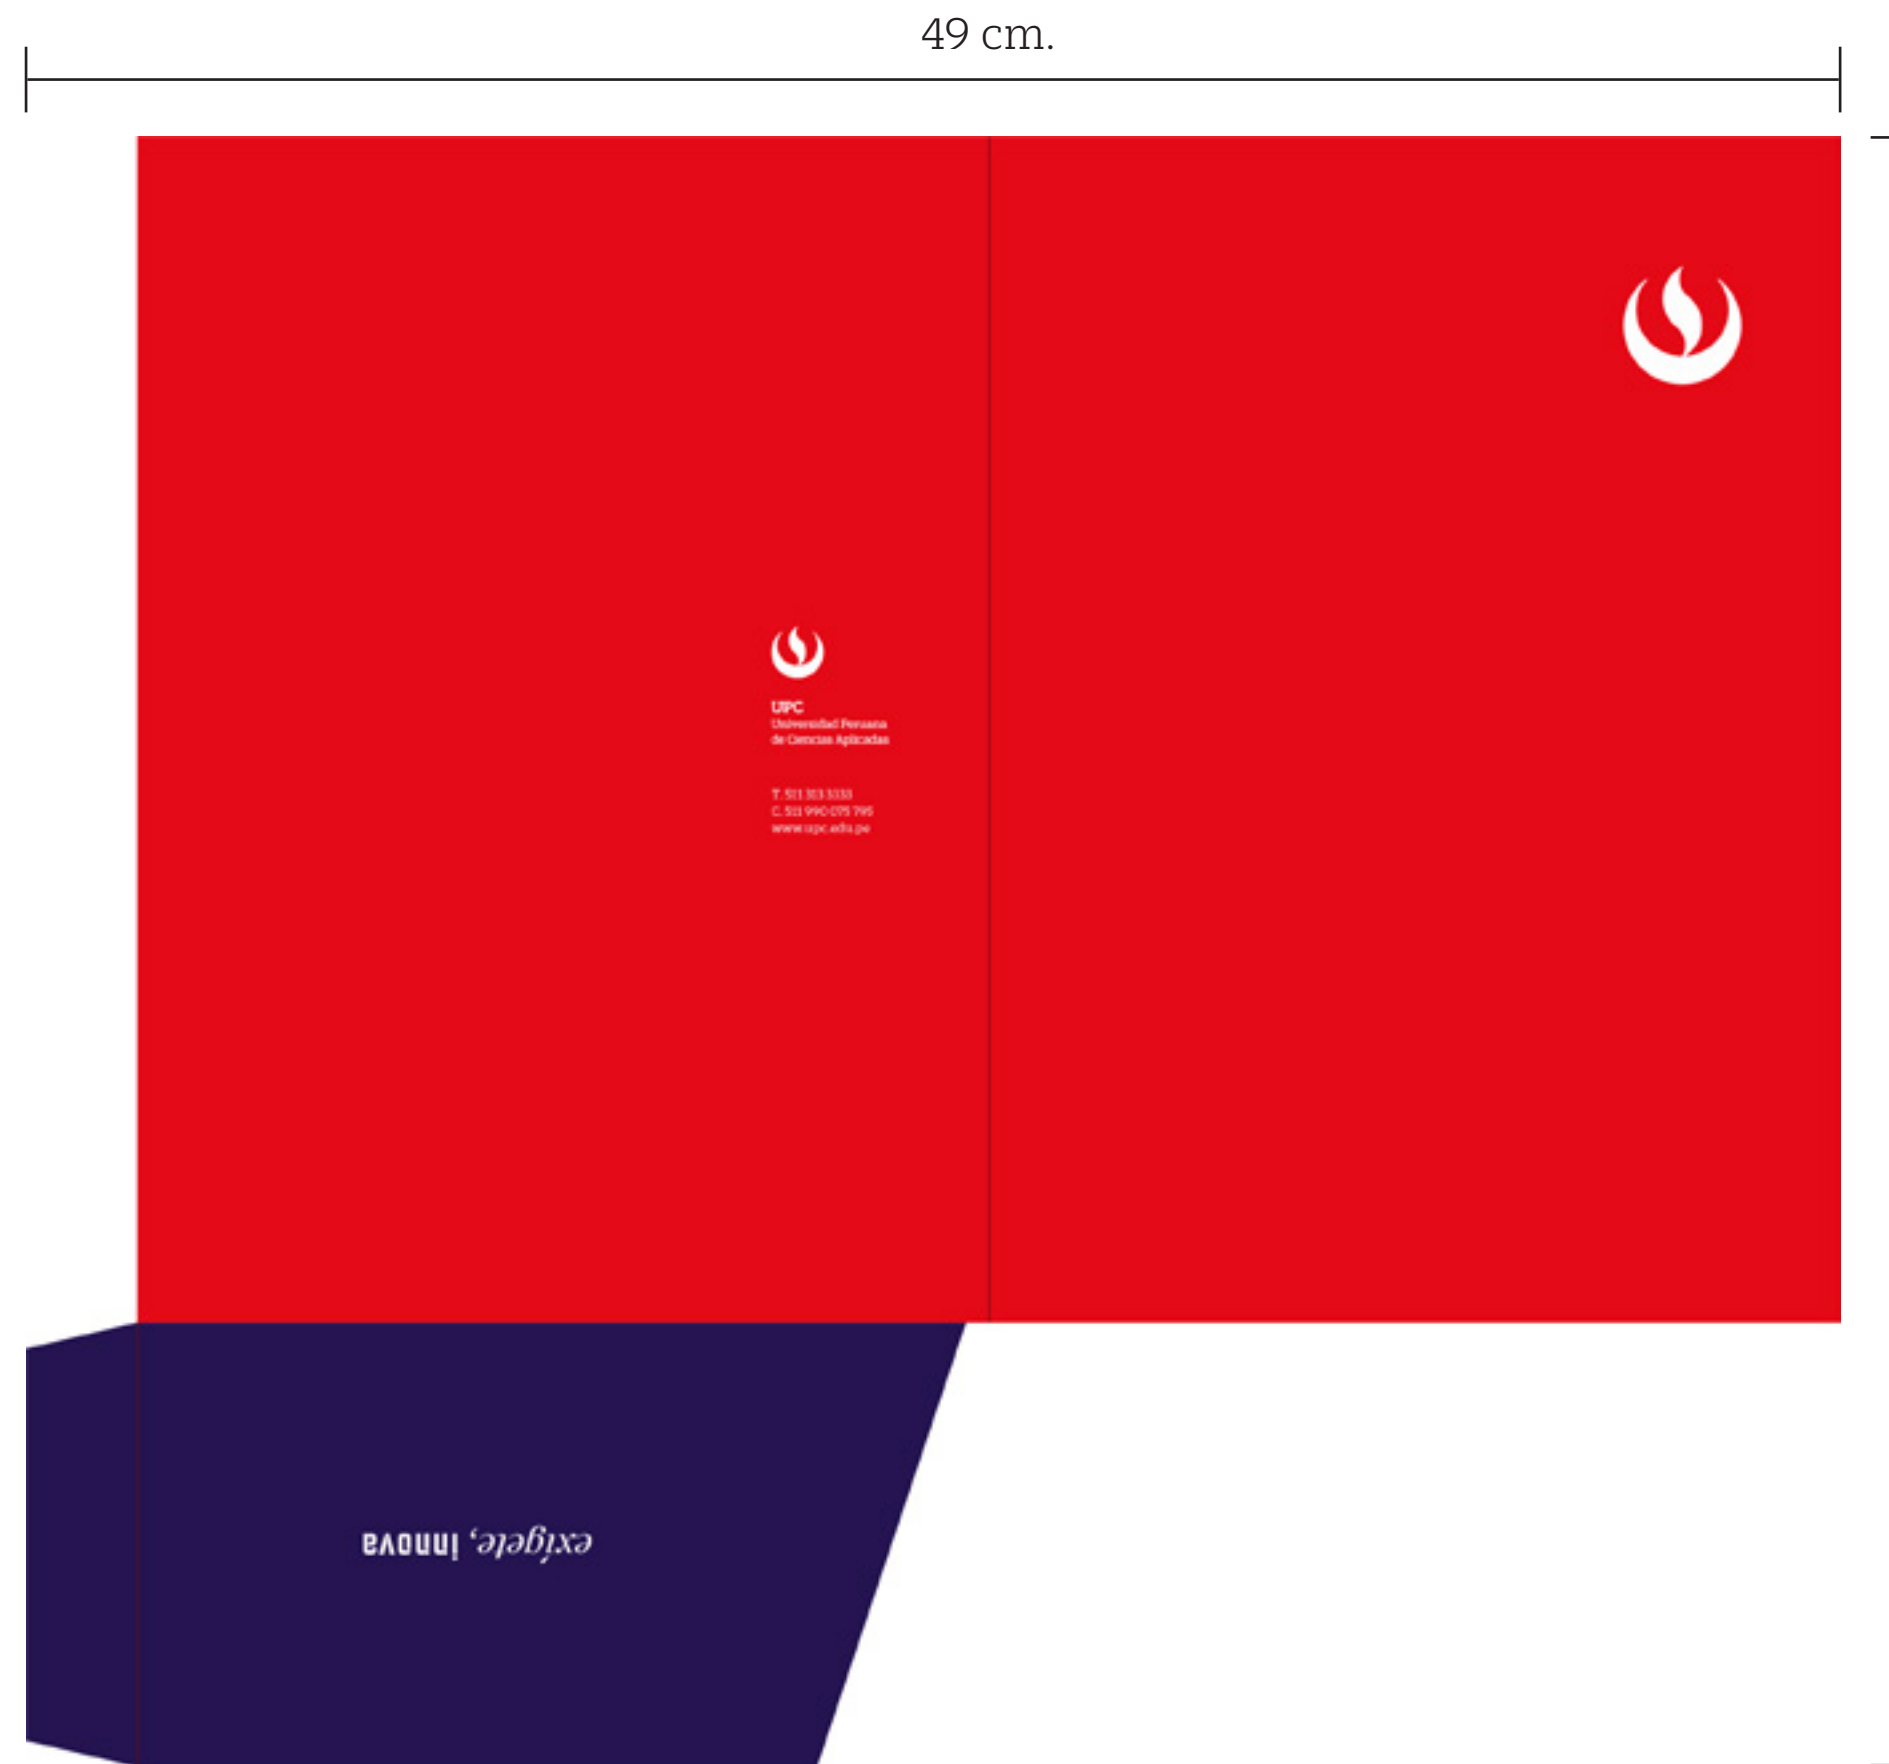 49 cm.
UPC
Universidad Peruana
de Ciencias Aplicadas
T. 511 313 3333
C. 511 990 075 795
www.upc.edu.pe
exígete, innova